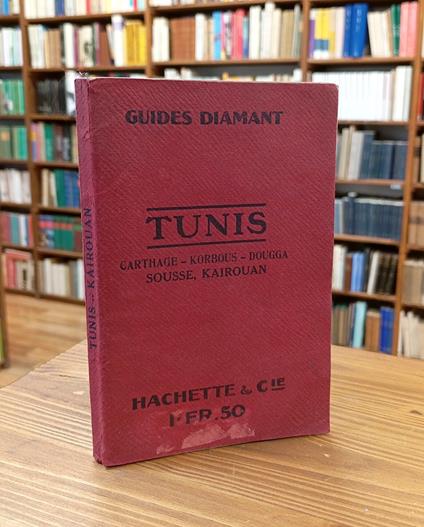 GUIDES DIAMANT
TUNIS
CARTHAGE - KORBOUS - DOUGGA
SOUSSE, KAIROUAN
HACHETTE & CIE
1 FR. 50
TUNIS - KAIROUAN